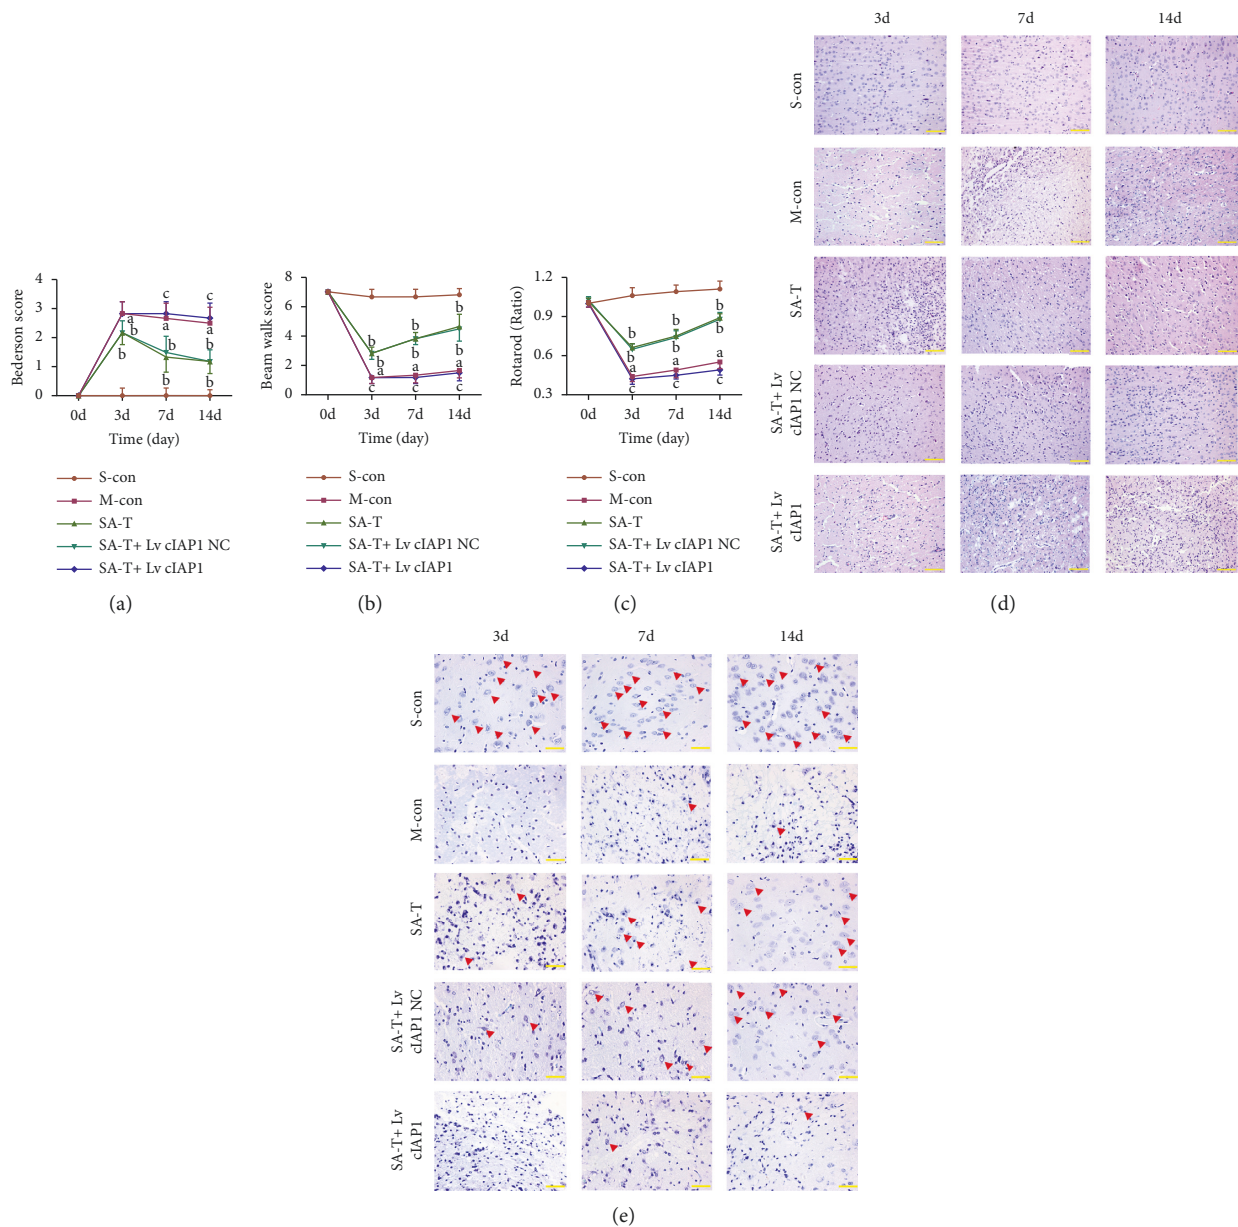 Bederson score
4
3
2
1
0
c c c
a a a
b b b
b b b
0d 3d 7d 14d
Time (day)
S-con
M-con
SA-T
SA-T+ Lv cIAP1 NC
SA-T+ Lv cIAP1
(a)
Beam walk score
8
6
4
2
0
b b b
b b b
a a a
c c c
0d 3d 7d 14d
Time (day)
S-con
M-con
SA-T
SA-T+ Lv cIAP1 NC
SA-T+ Lv cIAP1
(b)
Rotarod (Ratio)
1.2
0.9
0.6
0.3
b b b
b b b
a a a
c c c
0d 3d 7d 14d
Time (day)
S-con
M-con
SA-T
SA-T+ Lv cIAP1 NC
SA-T+ Lv cIAP1
(c)
3d 7d 14d
S-con
M-con
SA-T
SA-T+ Lv
cIAP1 NC
SA-T+ Lv
cIAP1
(d)
3d 7d 14d
S-con
M-con
SA-T
SA-T+ Lv
cIAP1 NC
SA-T+ Lv
cIAP1
(e)